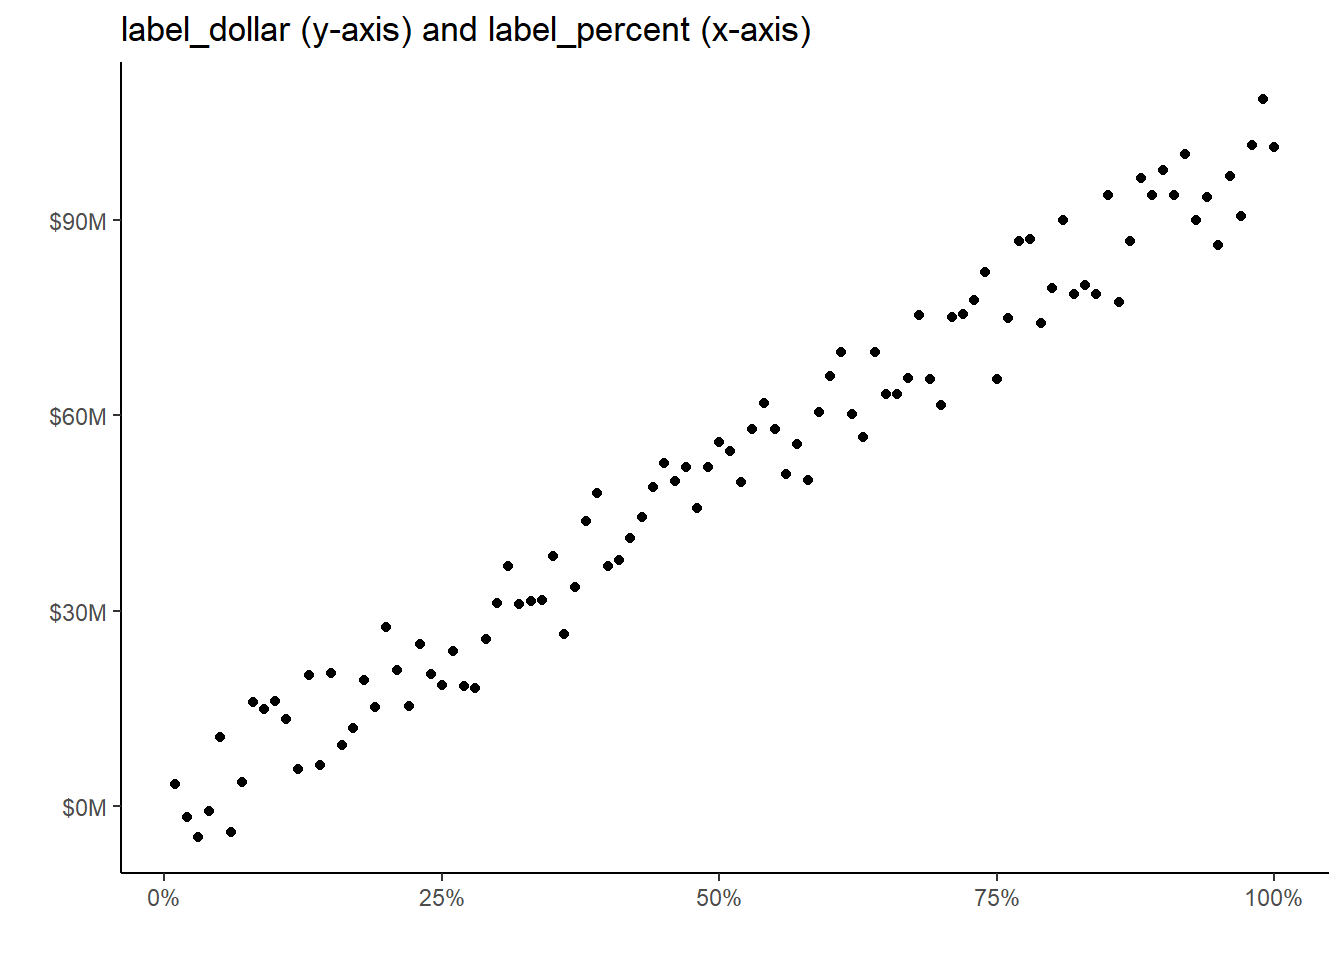 label_dollar (y-axis) and label_percent (x-axis)
$90M
$60M
$30M
$0M
0% 25% 50% 75% 100%